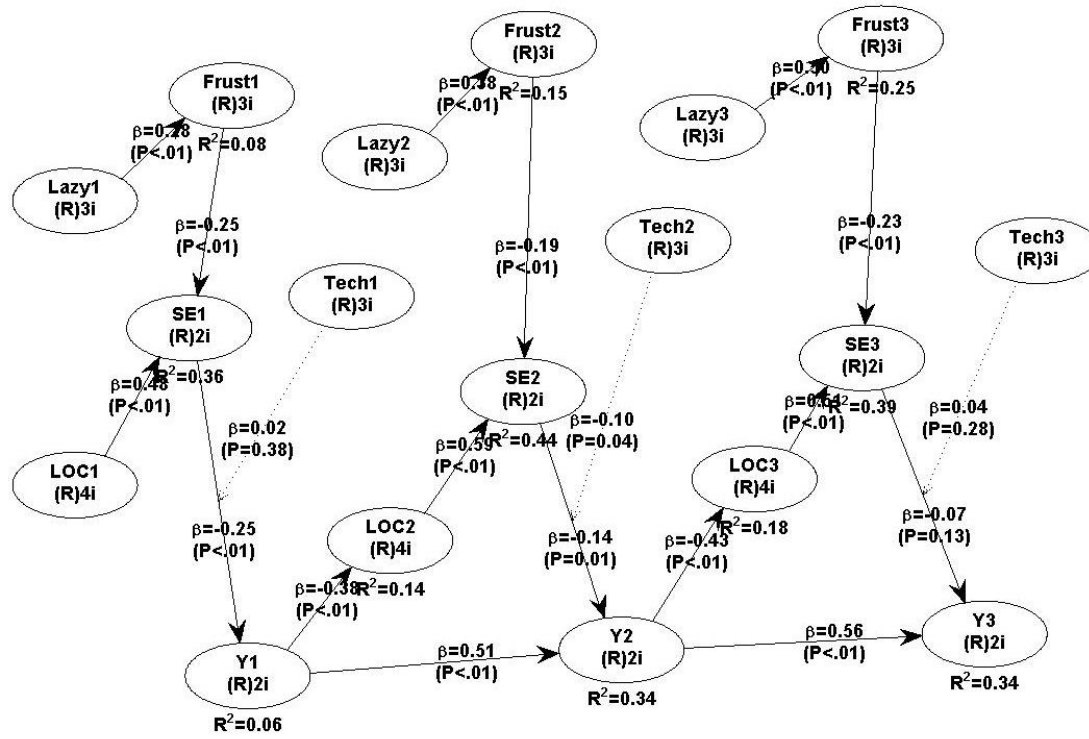 Frust1
(R)3i
R²=0.08
Lazy1
(R)3i
β=0.28
(P<.01)
β=-0.25
(P<.01)
SE1
(R)2i
R²=0.36
Tech1
(R)3i
β=0.48
(P<.01)
LOC1
(R)4i
β=0.02
(P=0.38)
β=-0.25
(P<.01)
Y1
(R)2i
R²=0.06
Frust2
(R)3i
R²=0.15
β=0.38
(P<.01)
Lazy2
(R)3i
β=-0.19
(P<.01)
Tech2
(R)3i
SE2
(R)2i
R²=0.44
β=0.59
(P<.01)
β=-0.10
(P=0.04)
LOC2
(R)4i
R²=0.14
β=-0.38
(P<.01)
β=-0.14
(P=0.01)
β=0.51
(P<.01)
Y2
(R)2i
R²=0.34
Frust3
(R)3i
R²=0.25
(P<.01)
Lazy3
(R)3i
β=-0.23
(P<.01)
Tech3
(R)3i
SE3
(R)2i
R²=0.39
(P<.01)
β=0.04
(P=0.28)
LOC3
(R)4i
R²=0.18
β=-0.43
(P<.01)
β=-0.07
(P=0.13)
β=0.56
(P<.01)
Y3
(R)2i
R²=0.34